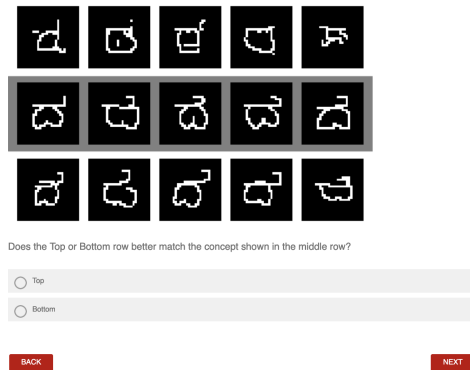 Does the Top or Bottom row better match the concept shown in the middle row?
Top
Bottom
BACK NEXT